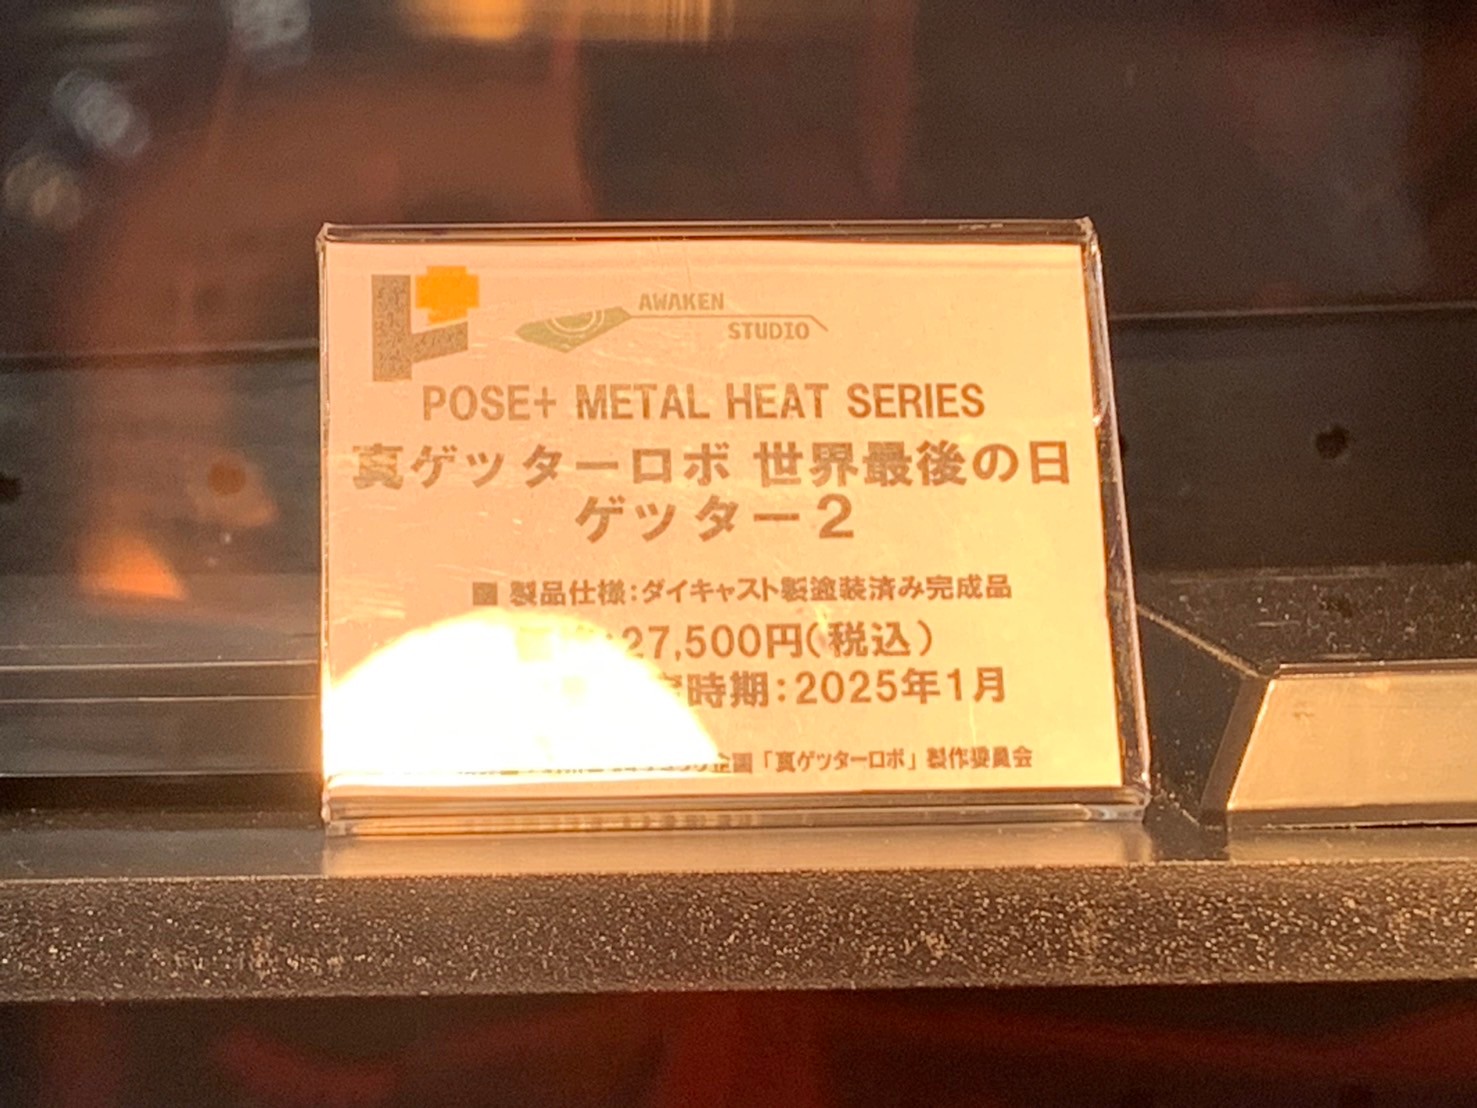 AWAKEN
STUDIO
POSE+ METAL HEAT SERIES
真ゲッターロボ 世界最後の日
ゲッター2
■ 製品仕様:ダイキャスト製塗装済み完成品
27,500円(税込)
時期:2025年1月
企画「真ゲッターロボ」製作委員会